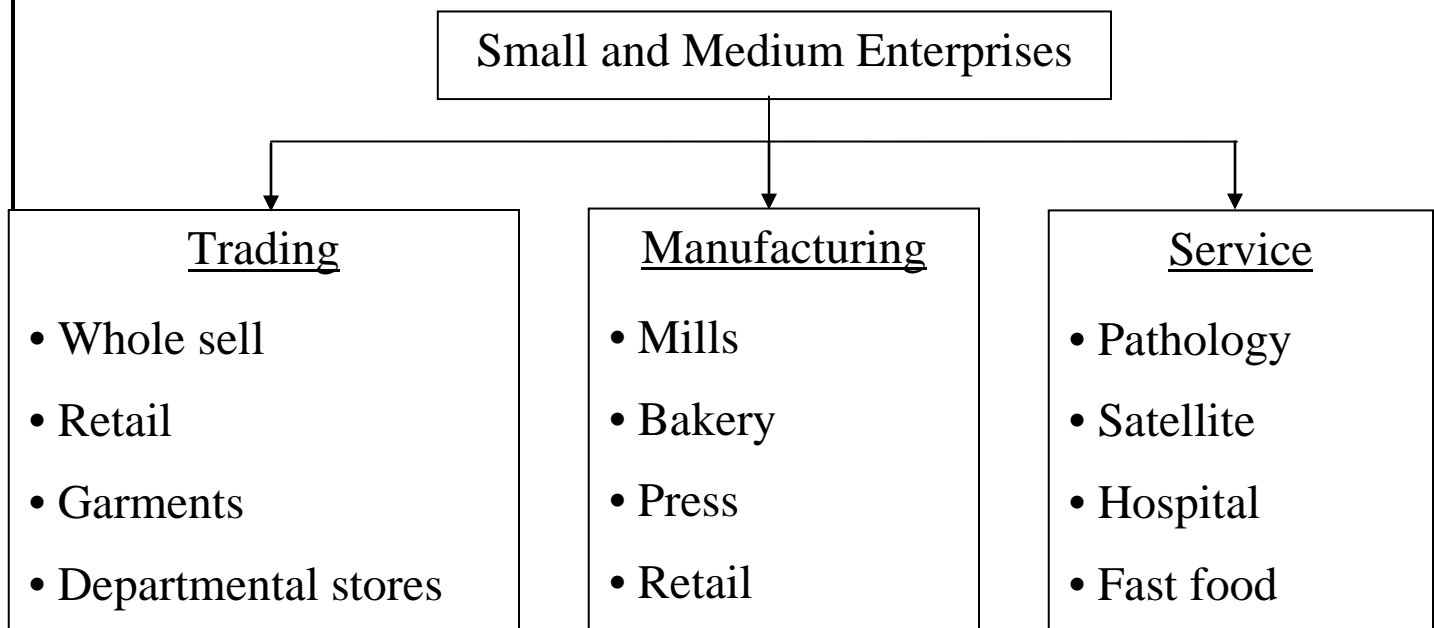 Small and Medium Enterprises
Trading
• Whole sell
• Retail
• Garments
• Departmental stores
Manufacturing
• Mills
• Bakery
• Press
• Retail
Service
• Pathology
• Satellite
• Hospital
• Fast food